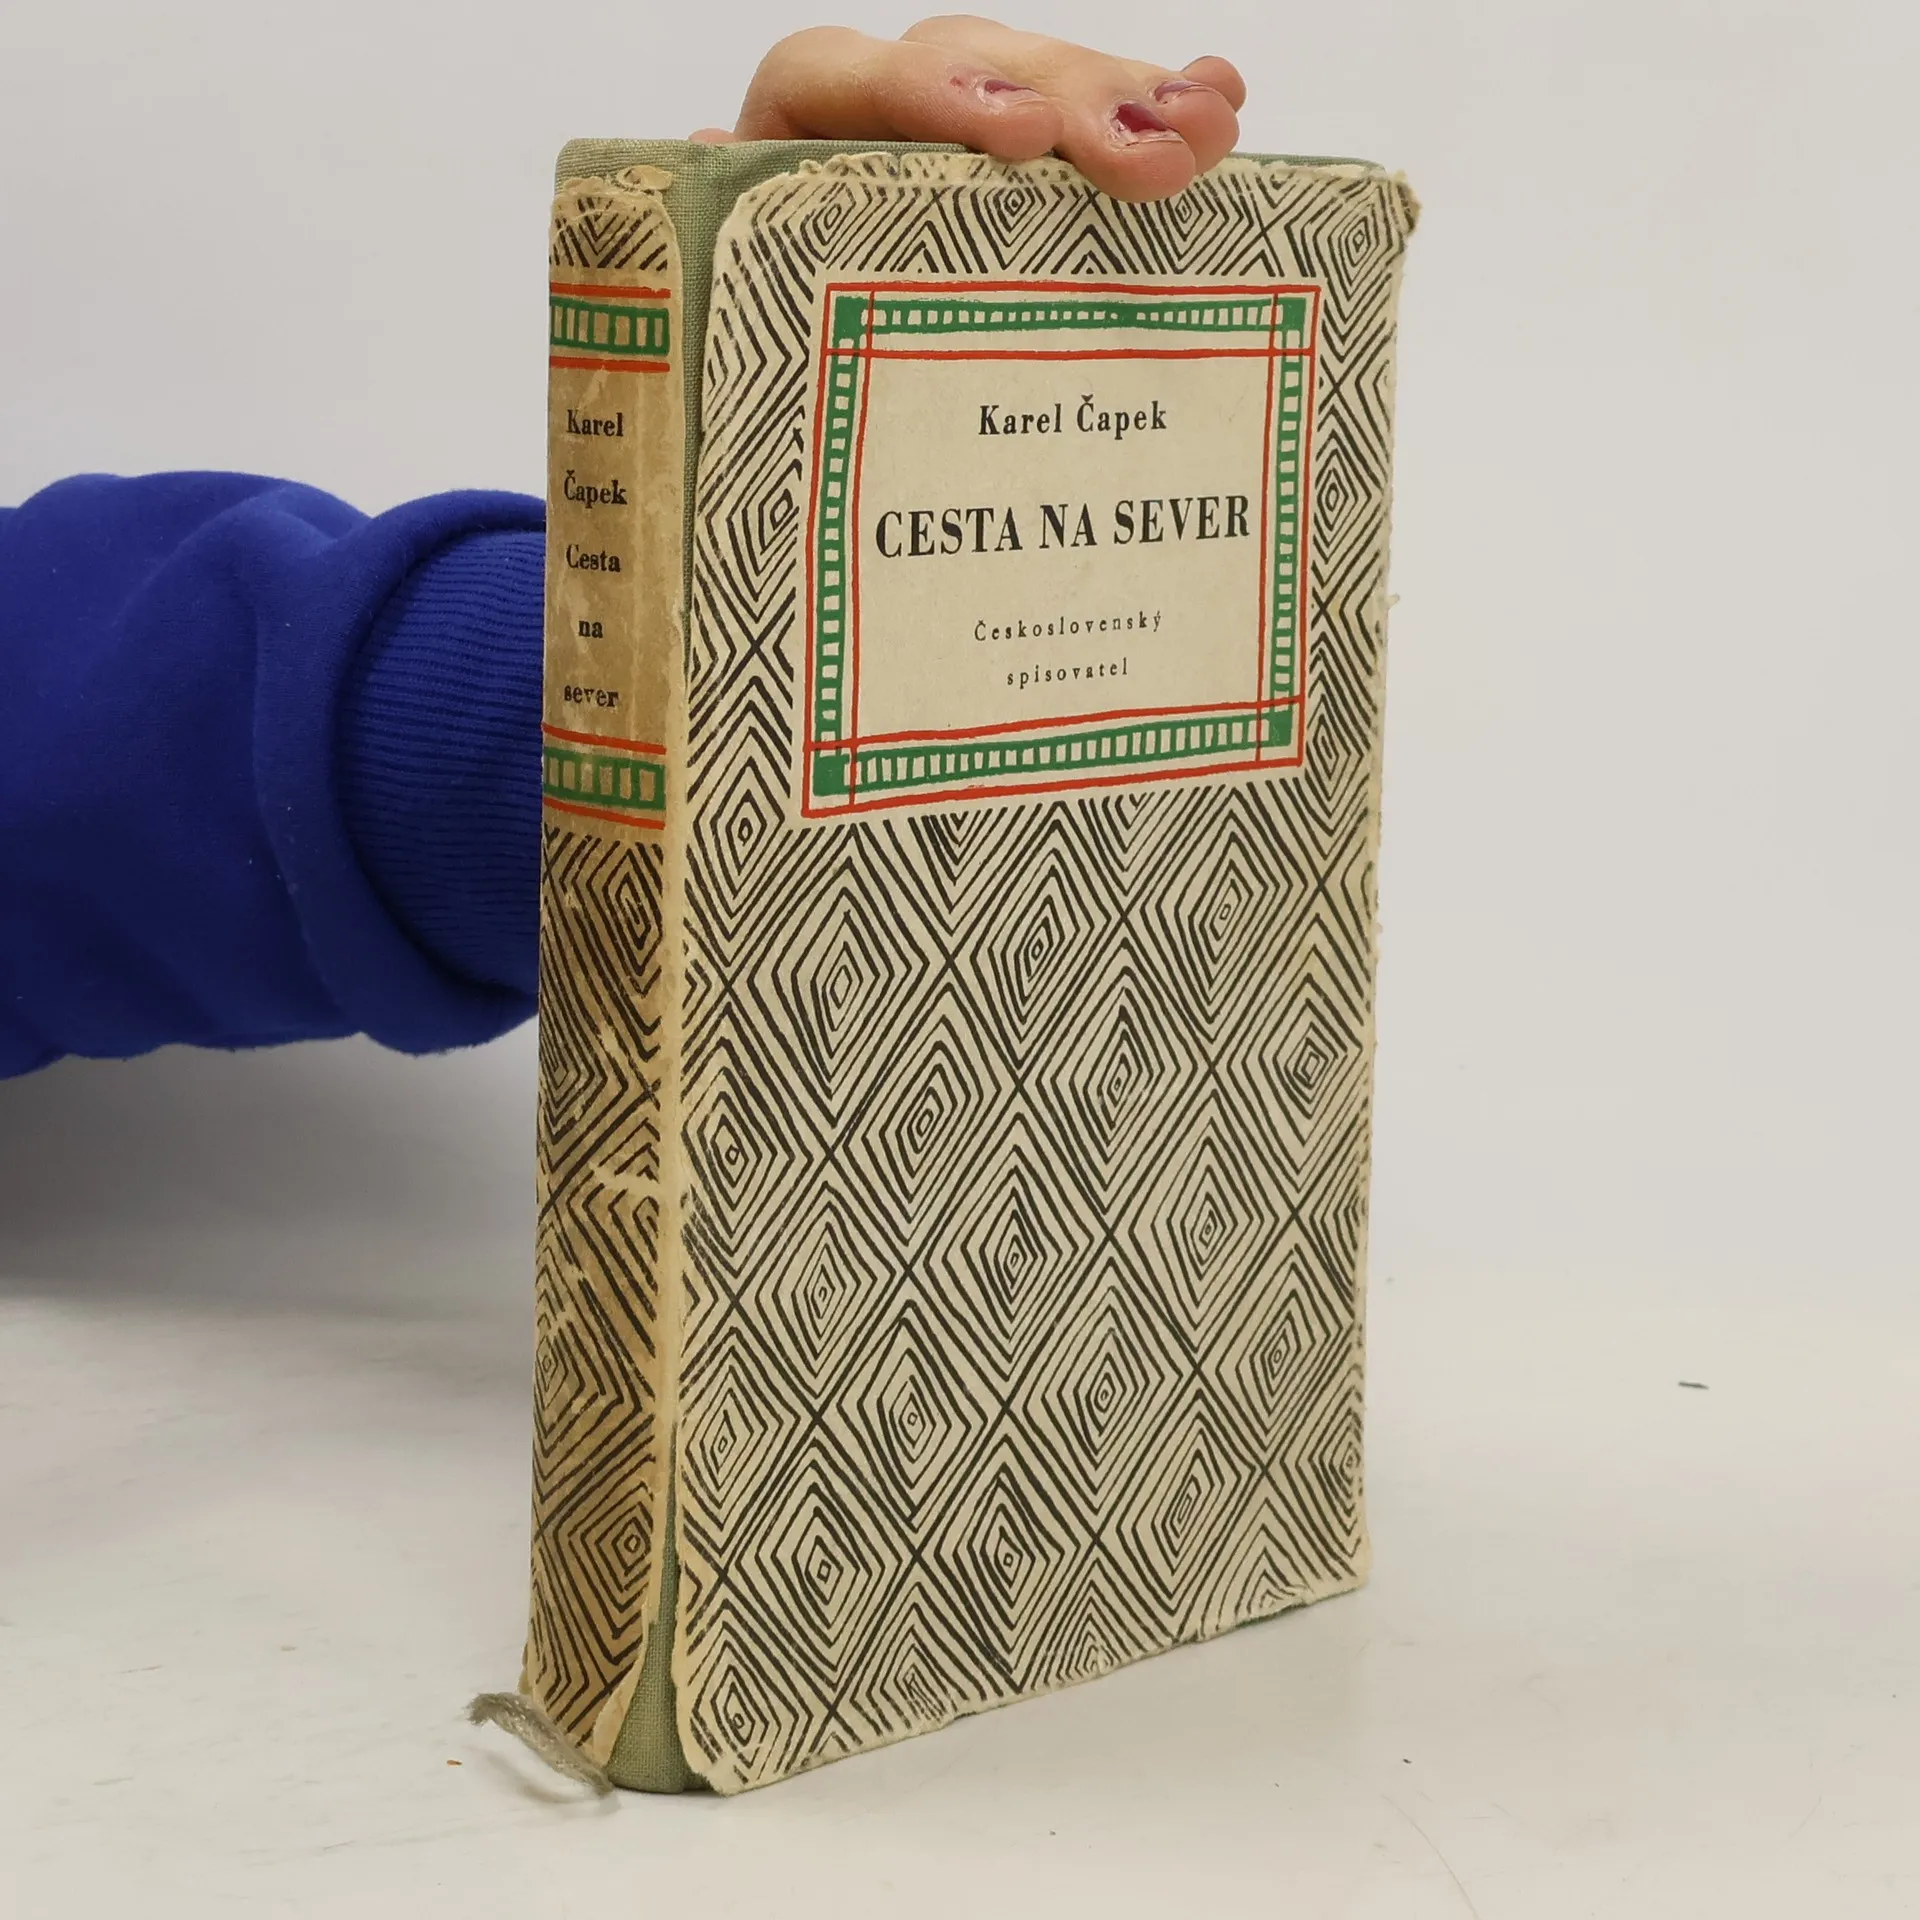 Karel
Čapek
Cesta
na
sever
Karel Čapek
CESTA NA SEVER
Československý
spisovatel